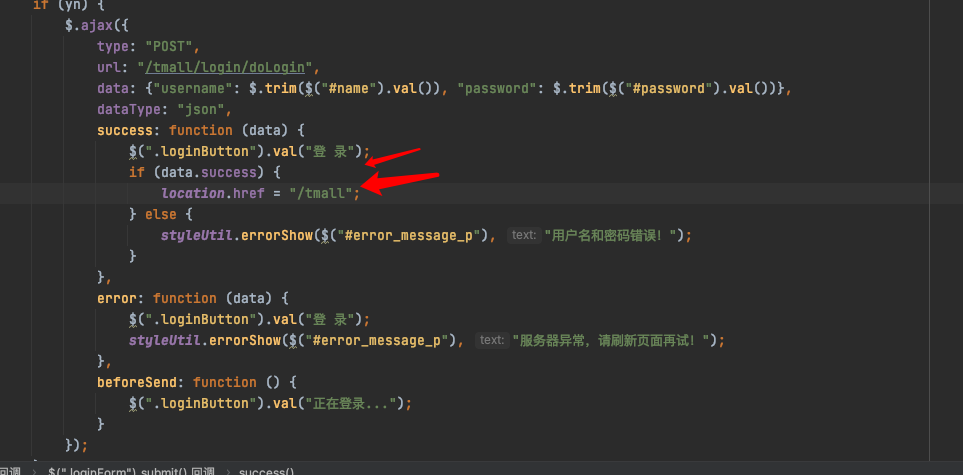 if (yn) {
$.ajax({
type: "POST",
url: "/tmall/login/doLogin",
data: {"username": $.trim($("#name").val()), "password": $.trim($("#password").val())},
dataType: "json",
success: function (data) {
$(".loginButton").val("登 录");
if (data.success) {
location.href = "/tmall";
} else {
styleUtil.errorShow($("#error_message_p"), text: "用户名和密码错误！");
}
},
error: function (data) {
$(".loginButton").val("登 录");
styleUtil.errorShow($("#error_message_p"), text: "服务器异常，请刷新页面再试！");
},
beforeSend: function () {
$(".loginButton").val("正在登录...");
}
});
回调 › $(".loginForm").submit() 回调 › success()